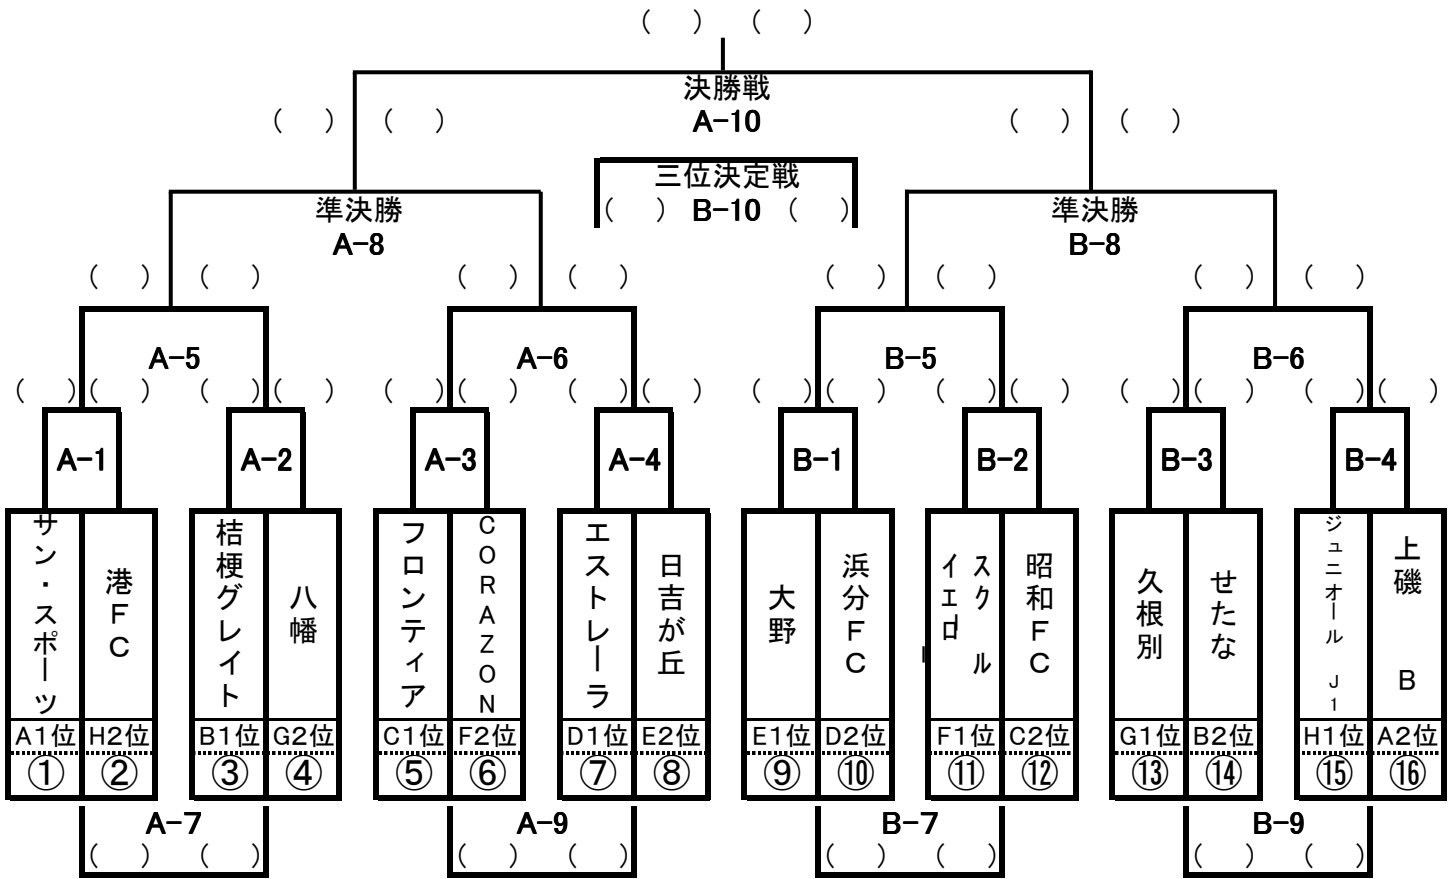 (　) (　)
決勝戦
A-10
(　) (　) (　) (　)
三位決定戦
(　) B-10 (　)
準決勝 準決勝
A-8 B-8
(　) (　) (　) (　) (　) (　) (　) (　)
A-5 A-6 B-5 B-6
(　) (　) (　) (　) (　) (　) (　) (　) (　) (　) (　) (　) (　) (　) (　) (　)
A-1 A-2 A-3 A-4 B-1 B-2 B-3 B-4
サン・スポーツ
港FC
桔梗グレイト
八幡
フロンティア
CORAZON
エストレーラ
日吉が丘
大野
浜分FC
イエロー
スクール
昭和FC
久根別
せたな
ジュニオール J1
上磯 B
A1位 H2位 B1位 G2位 C1位 F2位 D1位 E2位 E1位 D2位 F1位 C2位 G1位 B2位 H1位 A2位
① ② ③ ④ ⑤ ⑥ ⑦ ⑧ ⑨ ⑩ ⑪ ⑫ ⑬ ⑭ ⑮ ⑯
A-7 A-9 B-7 B-9
(　) (　) (　) (　) (　) (　) (　) (　)